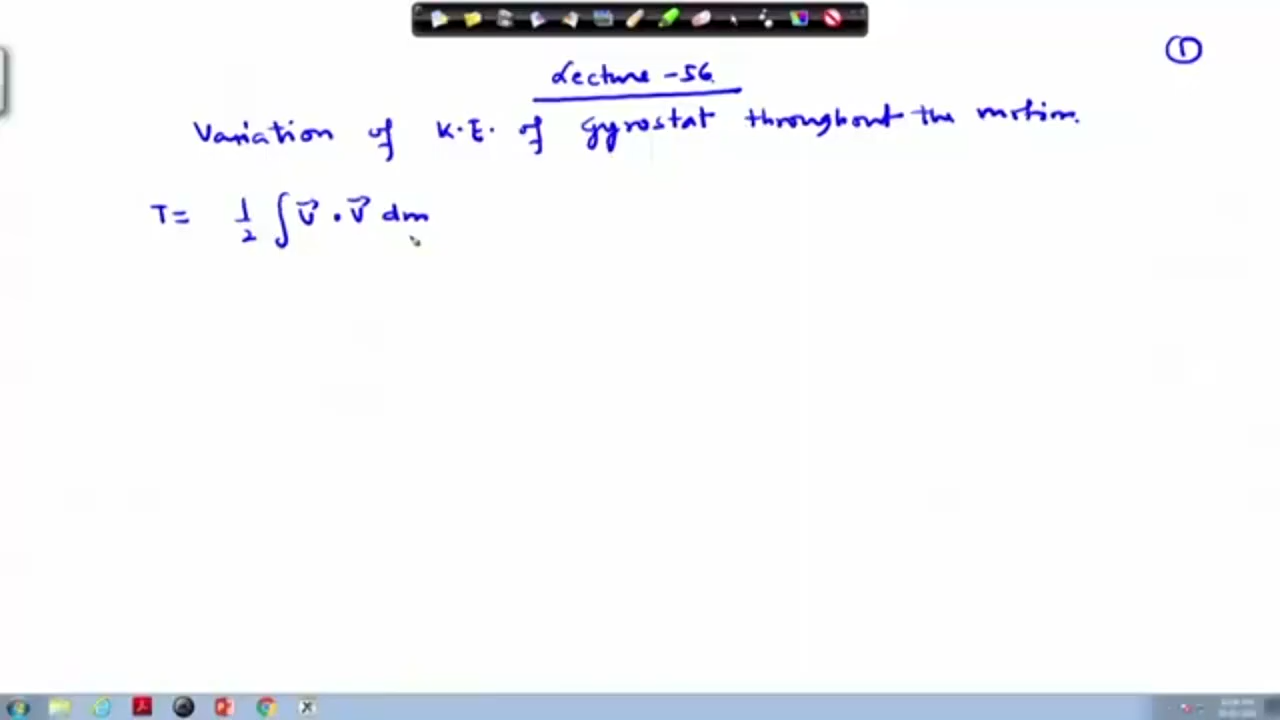 ①
Lecture -56
Variation of K.E. of Gyrostat throughout the motion.
T= 1/2 ∫ v⃗ . v⃗ dm